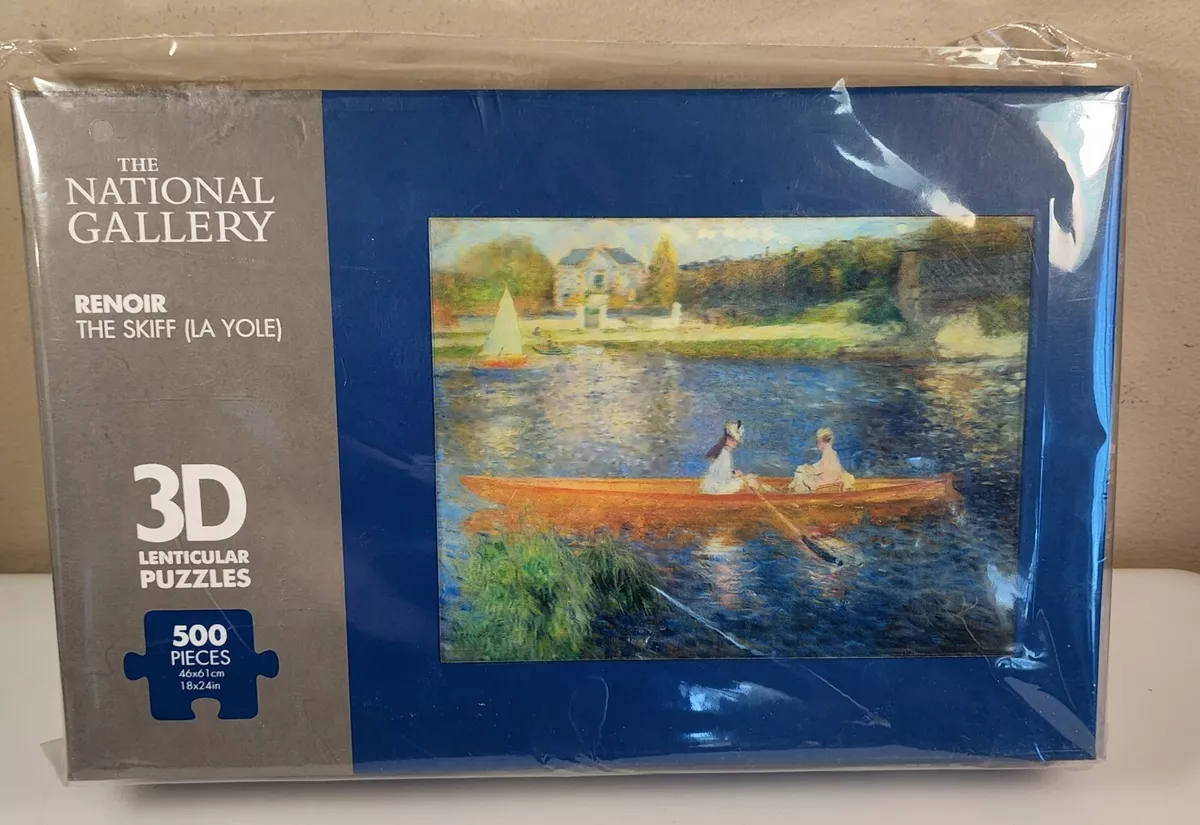 THE
NATIONAL
GALLERY
RENOIR
THE SKIFF (LA YOLE)
3D
LENTICULAR
PUZZLES
500
PIECES
46x61cm
18x24in